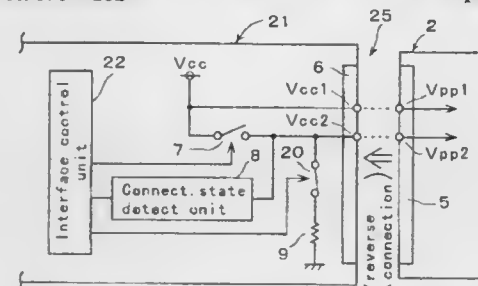 21
25
2
22
Vcc
6
Vcc1
Vpp1
Interface control
unit
7
Vcc2
Vpp2
8
20
Connect. state
detect unit
5
9
reverse
connection